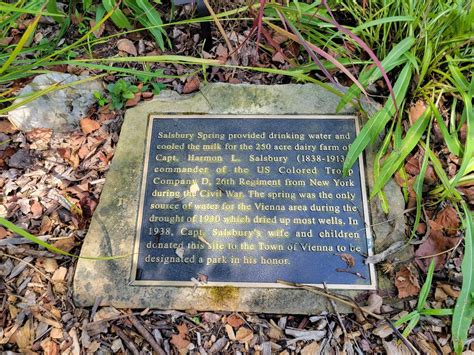 Salsbury Spring provided drinking water and
cooled the milk for the 250 acre dairy farm of
Capt. Harmon L. Salsbury (1838-1913)
commander of the US Colored Troop
Company D, 26th Regiment from New York
during the Civil War. The spring was the only
source of water for the Vienna area during the
drought of 1930 which dried up most wells. In
1938, Capt. Salsbury's wife and children
donated this site to the Town of Vienna to be
designated a park in his honor.